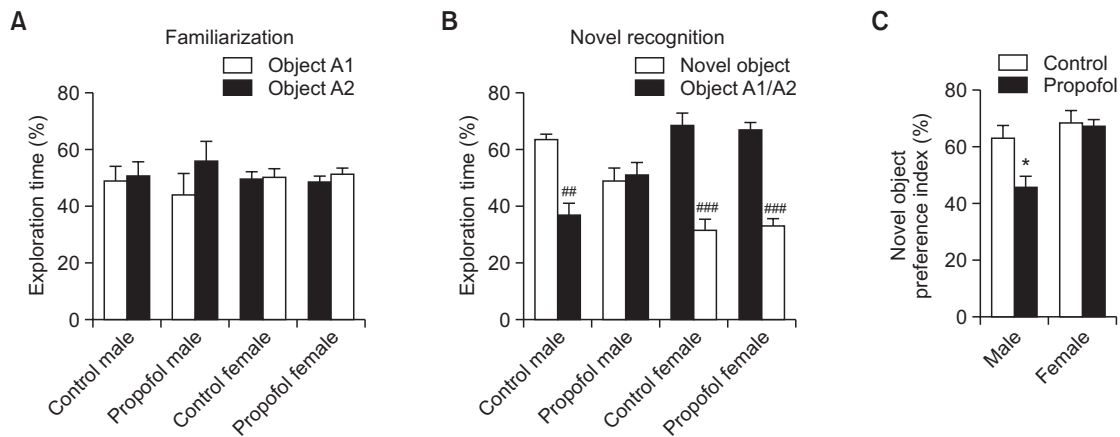 A
Familiarization
Object A1
Object A2
Exploration time (%)
80
60
40
20
0
Control male
Propofol male
Control female
Propofol female
B
Novel recognition
Novel object
Object A1/A2
Exploration time (%)
80
60
40
20
0
##
###
###
Control male
Propofol male
Control female
Propofol female
C
Control
Propofol
Novel object
preference index (%)
80
60
40
20
0
*
Male
Female